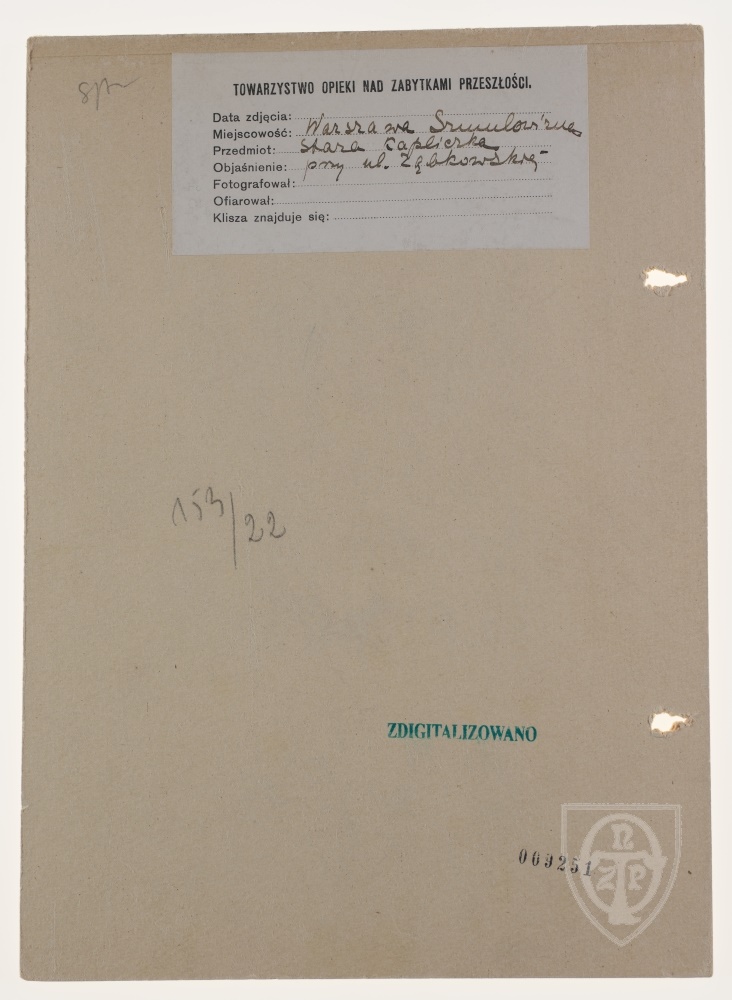 TOWARZYSTWO OPIEKI NAD ZABYTKAMI PRZESZŁOŚCI.
Data zdjęcia:
Miejscowość: Warszawa Szmulowizna
Przedmiot: stara kapliczka
Objaśnienie: przy ul. Ząbkowskiej
Fotografował:
Ofiarował:
Klisza znajduje się:
153/22
ZDIGITALIZOWANO
009251